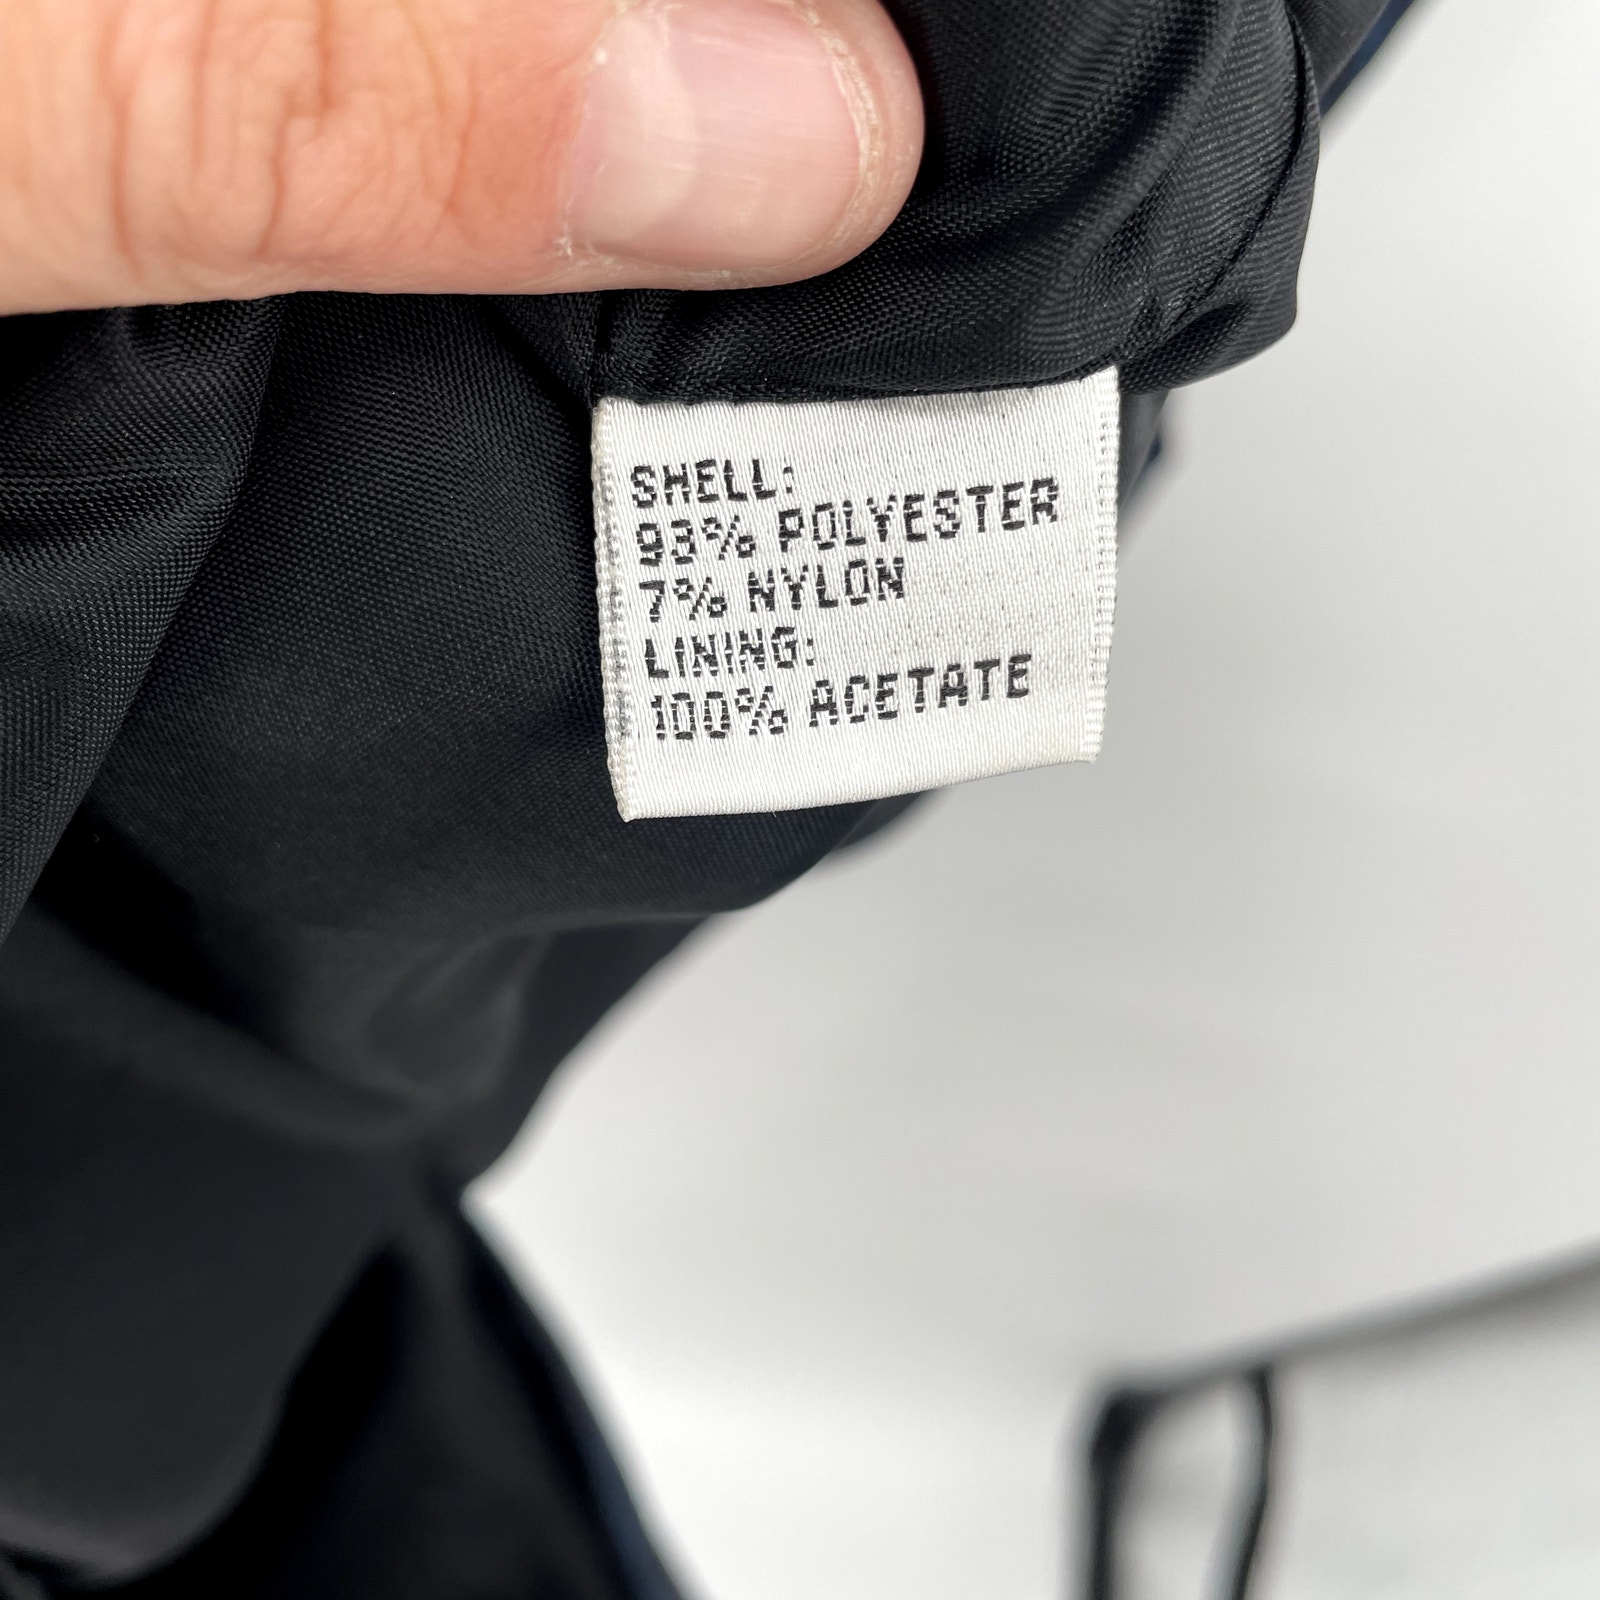 SHELL:
93% POLYESTER
7% NYLON
LINING:
100% ACETATE